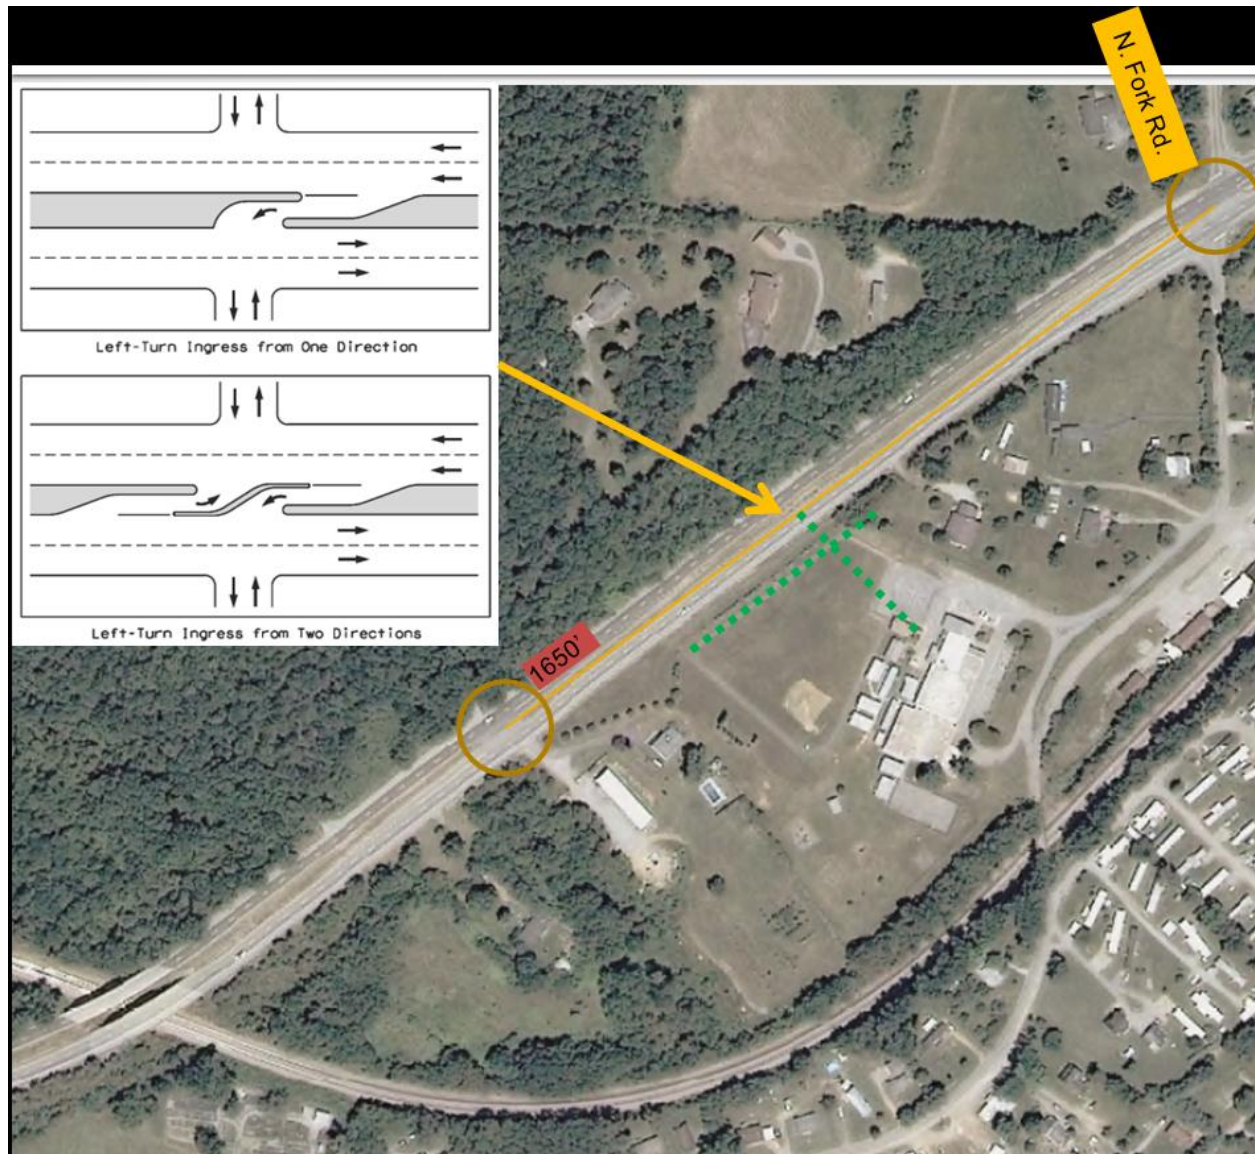 N. Fork Rd.
Left-Turn Ingress from One Direction
Left-Turn Ingress from Two Directions
1650’